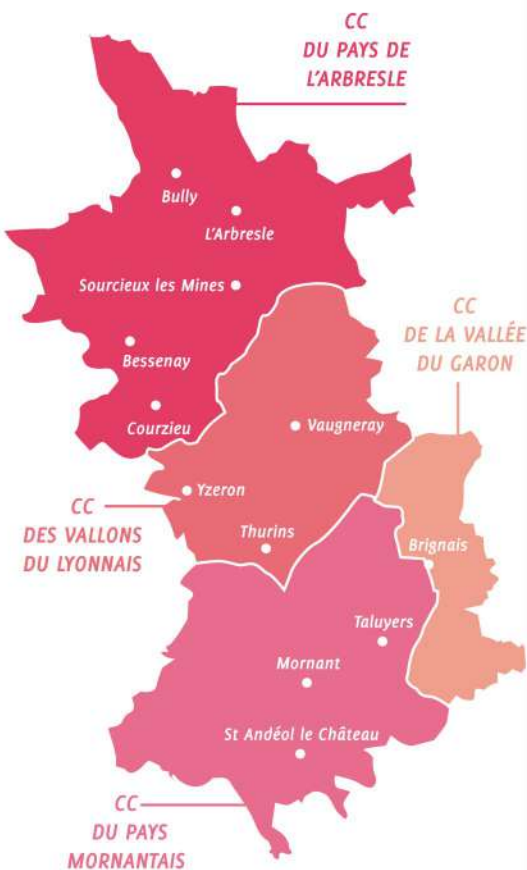 CC
DU PAYS DE
L'ARBRESLE
Bully
L'Arbresle
Sourcieux les Mines
CC
DE LA VALLÉE
DU GARON
Bessenay
Courzieu
Vaugneray
Yzeron
CC
DES VALLONS
DU LYONNAIS
Thurins
Brignais
Taluyers
Mornant
St Andéol le Château
CC
DU PAYS
MORNANTAIS